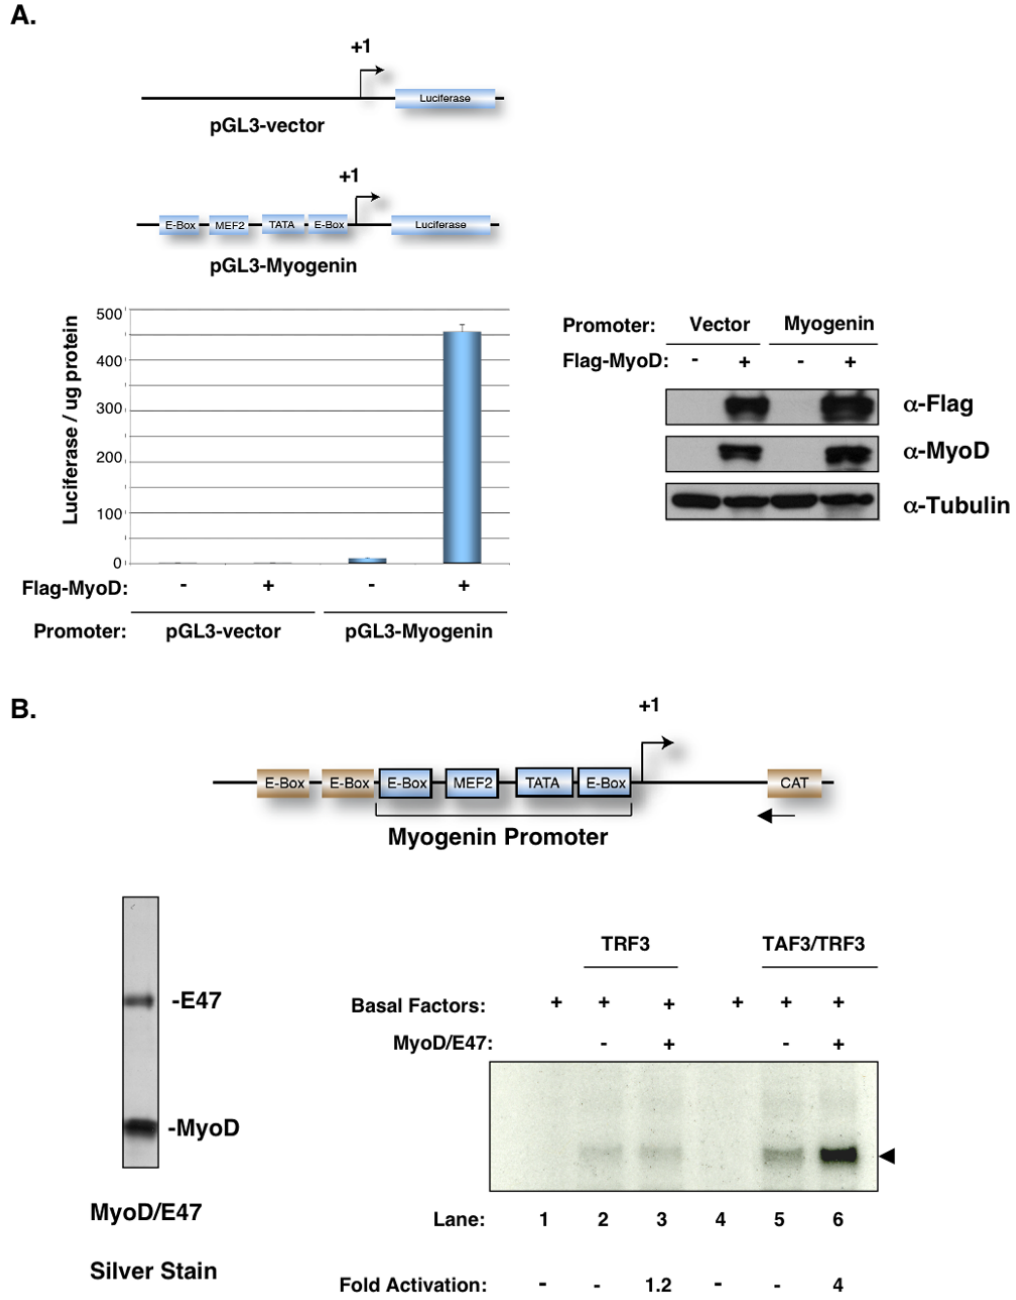 A.
+1
Luciferase
pGL3-vector
+1
E-Box MEF2 TATA E-Box Luciferase
pGL3-Myogenin
Luciferase / ug protein
500
400
300
200
100
0
Flag-MyoD: - + - +
Promoter: pGL3-vector pGL3-Myogenin
Promoter: Vector Myogenin
Flag-MyoD: - + - +
α-Flag
α-MyoD
α-Tubulin
B.
+1
E-Box E-Box E-Box MEF2 TATA E-Box CAT
Myogenin Promoter
-E47
-MyoD
MyoD/E47
Silver Stain
TRF3 TAF3/TRF3
Basal Factors: + + + + + +
MyoD/E47: - + - +
Lane: 1 2 3 4 5 6
Fold Activation: - - 1.2 - - 4